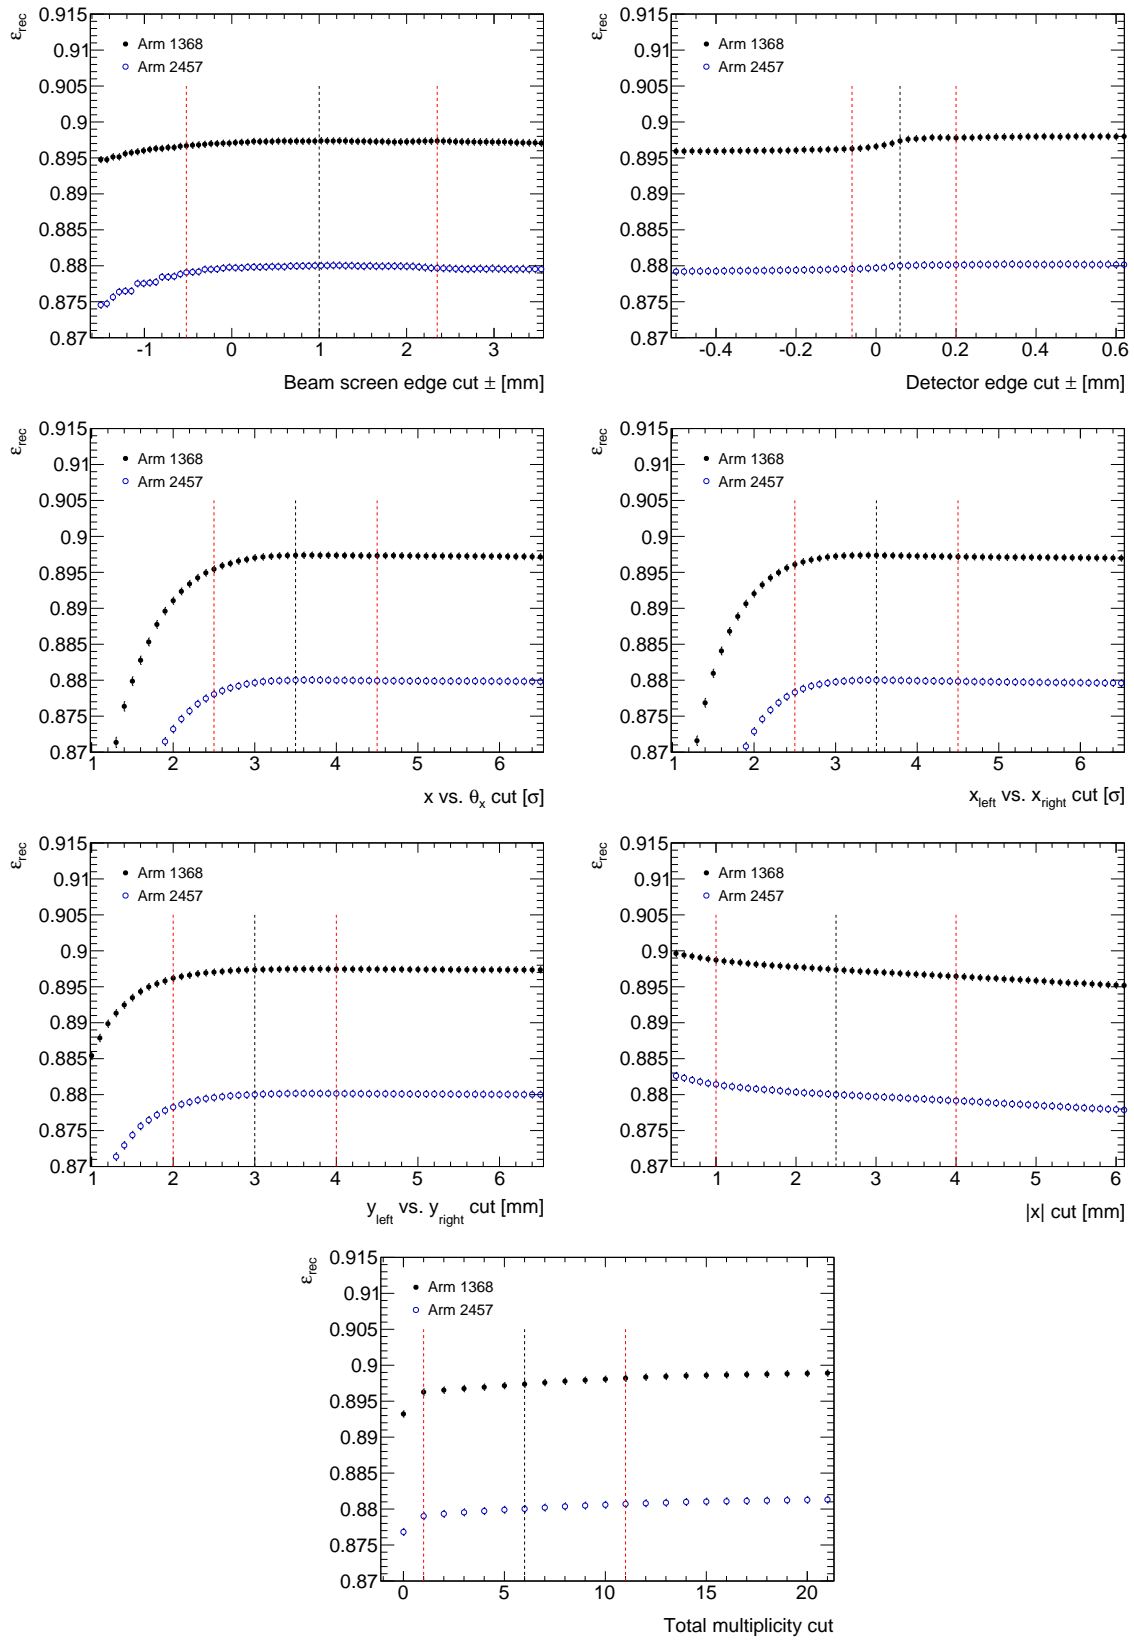 ε_rec
0.915
0.91
0.905
0.9
0.895
0.89
0.885
0.88
0.875
0.87
Arm 1368
Arm 2457
-1 0 1 2 3
Beam screen edge cut ± [mm]
ε_rec
0.915
0.91
0.905
0.9
0.895
0.89
0.885
0.88
0.875
0.87
Arm 1368
Arm 2457
-0.4 -0.2 0 0.2 0.4 0.6
Detector edge cut ± [mm]
ε_rec
0.915
0.91
0.905
0.9
0.895
0.89
0.885
0.88
0.875
0.87
Arm 1368
Arm 2457
1 2 3 4 5 6
x vs. θ_x cut [σ]
ε_rec
0.915
0.91
0.905
0.9
0.895
0.89
0.885
0.88
0.875
0.87
Arm 1368
Arm 2457
1 2 3 4 5 6
x_left vs. x_right cut [σ]
ε_rec
0.915
0.91
0.905
0.9
0.895
0.89
0.885
0.88
0.875
0.87
Arm 1368
Arm 2457
1 2 3 4 5 6
y_left vs. y_right cut [mm]
ε_rec
0.915
0.91
0.905
0.9
0.895
0.89
0.885
0.88
0.875
0.87
Arm 1368
Arm 2457
1 2 3 4 5 6
|x| cut [mm]
ε_rec
0.915
0.91
0.905
0.9
0.895
0.89
0.885
0.88
0.875
0.87
Arm 1368
Arm 2457
0 5 10 15 20
Total multiplicity cut